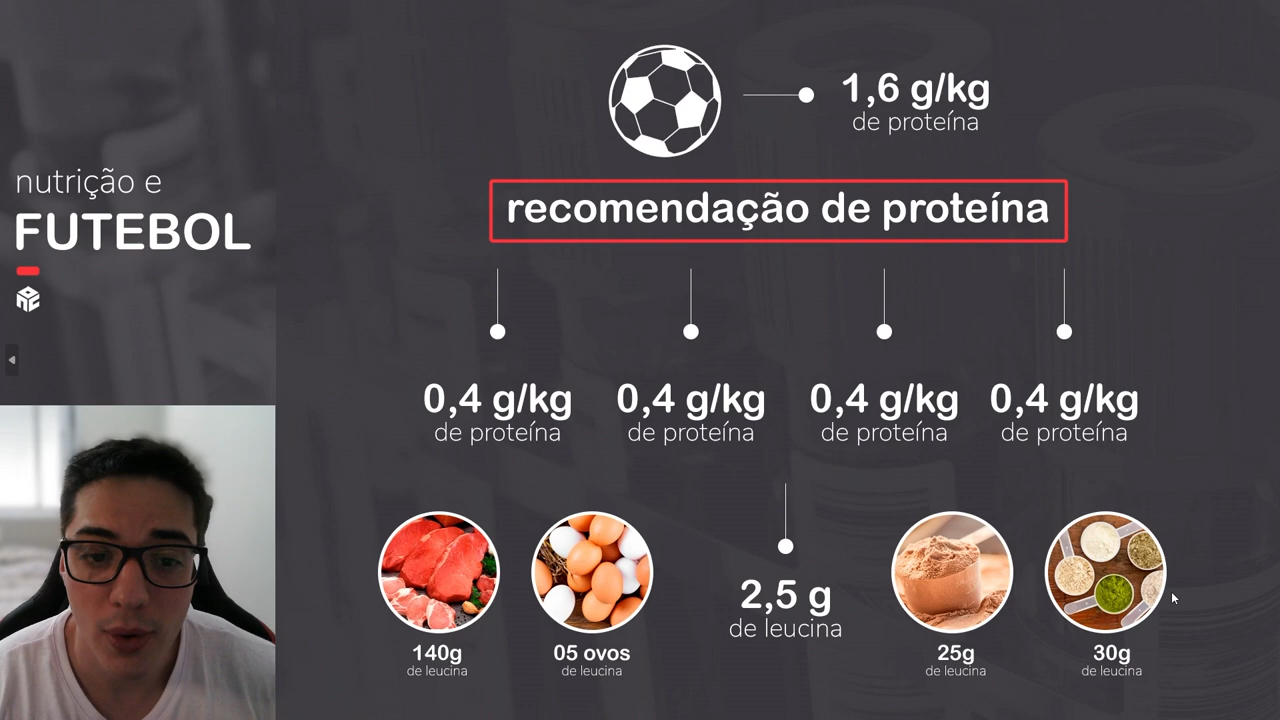 nutrição e
FUTEBOL
1,6 g/kg
de proteína
recomendação de proteína
0,4 g/kg
de proteína
0,4 g/kg
de proteína
0,4 g/kg
de proteína
0,4 g/kg
de proteína
140g
de leucina
05 ovos
de leucina
2,5 g
de leucina
25g
de leucina
30g
de leucina